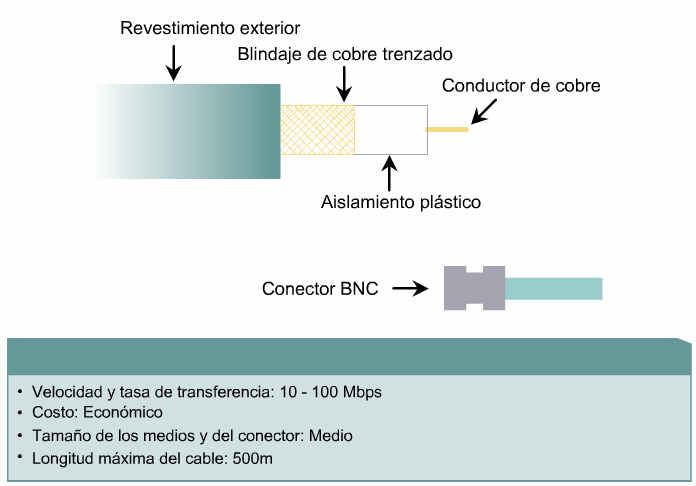 Revestimiento exterior
Blindaje de cobre trenzado
Conductor de cobre
Aislamiento plástico
Conector BNC
• Velocidad y tasa de transferencia: 10 - 100 Mbps
• Costo: Económico
• Tamaño de los medios y del conector: Medio
• Longitud máxima del cable: 500m